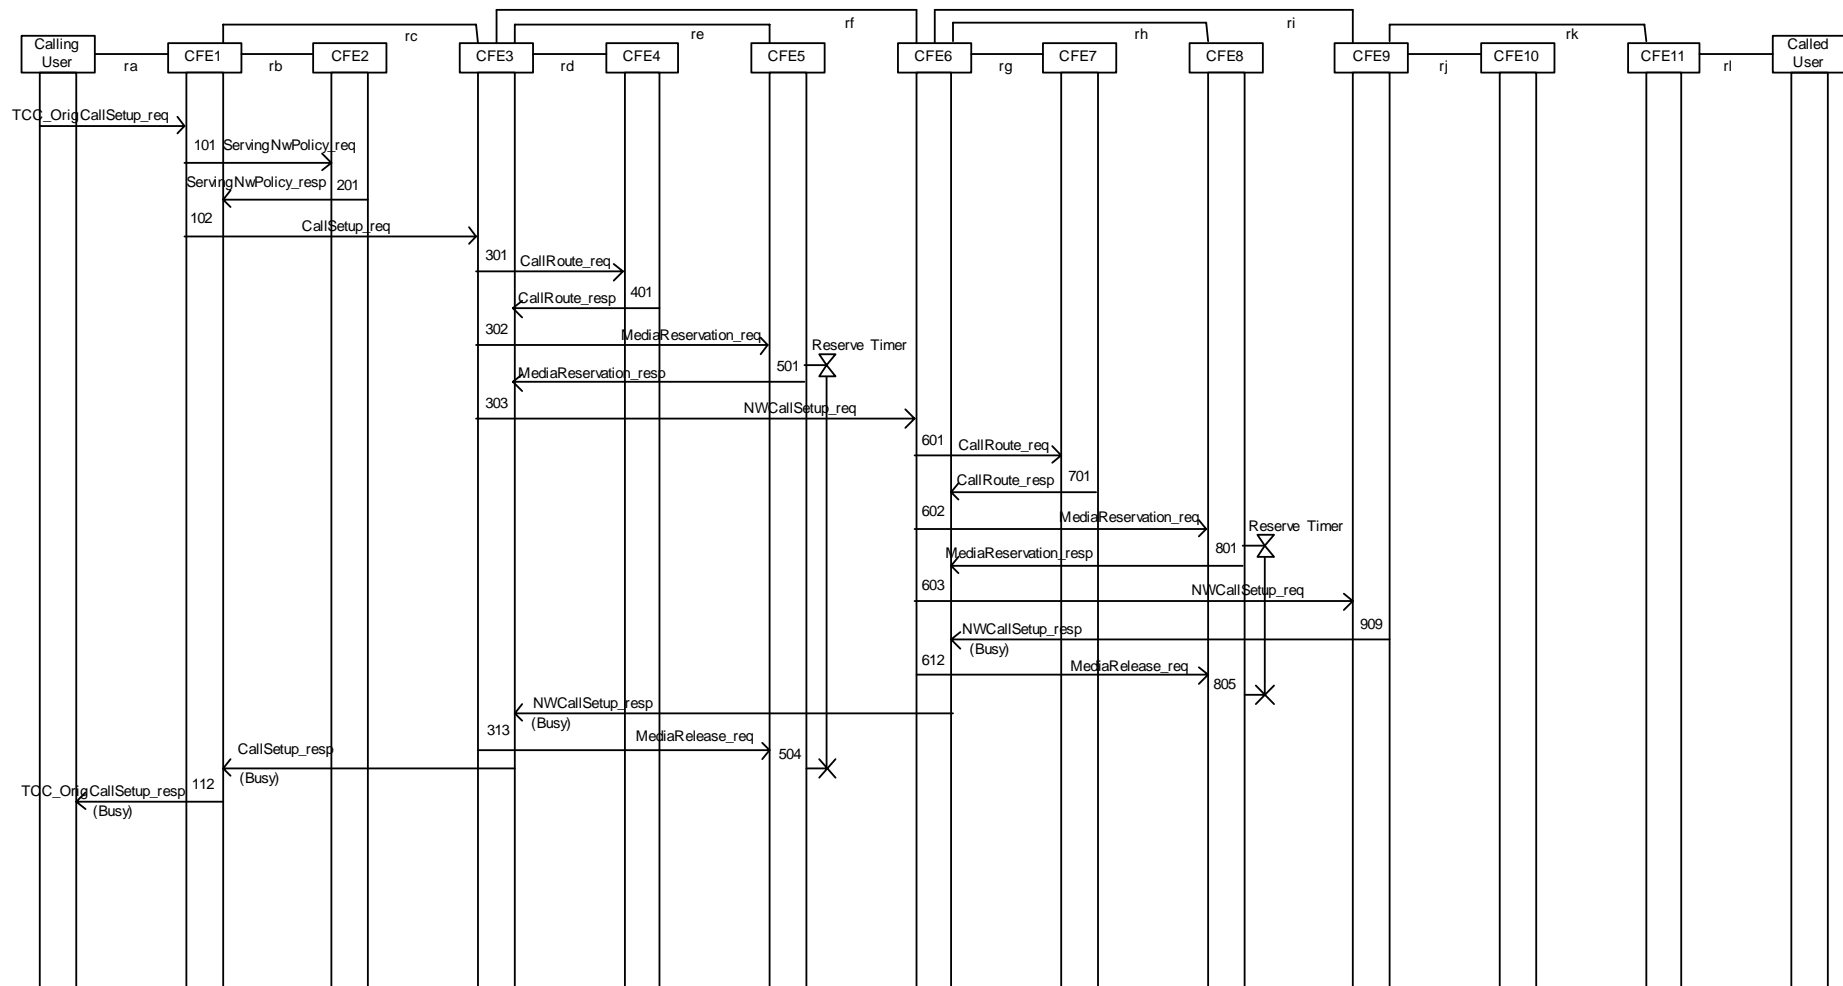 rc
rf
re
rh
ri
rk
Calling
User
ra
CFE1
rb
CFE2
CFE3
rd
CFE4
CFE5
CFE6
rg
CFE7
CFE8
CFE9
rj
CFE10
CFE11
rl
Called
User
TCC_OrigCallSetup_req
101
ServingNwPolicy_req
ServingNwPolicy_resp
201
102
CallSetup_req
301
CallRoute_req
CallRoute_resp
401
302
MediaReservation_req
Reserve Timer
501
MediaReservation_resp
303
NWCallSetup_req
601
CallRoute_req
CallRoute_resp
701
602
MediaReservation_req
Reserve Timer
801
MediaReservation_resp
603
NWCallSetup_req
909
NWCallSetup_resp
(Busy)
612
MediaRelease_req
805
NWCallSetup_resp
(Busy)
313
MediaRelease_req
504
CallSetup_resp
(Busy)
112
TCC_OrigCallSetup_resp
(Busy)